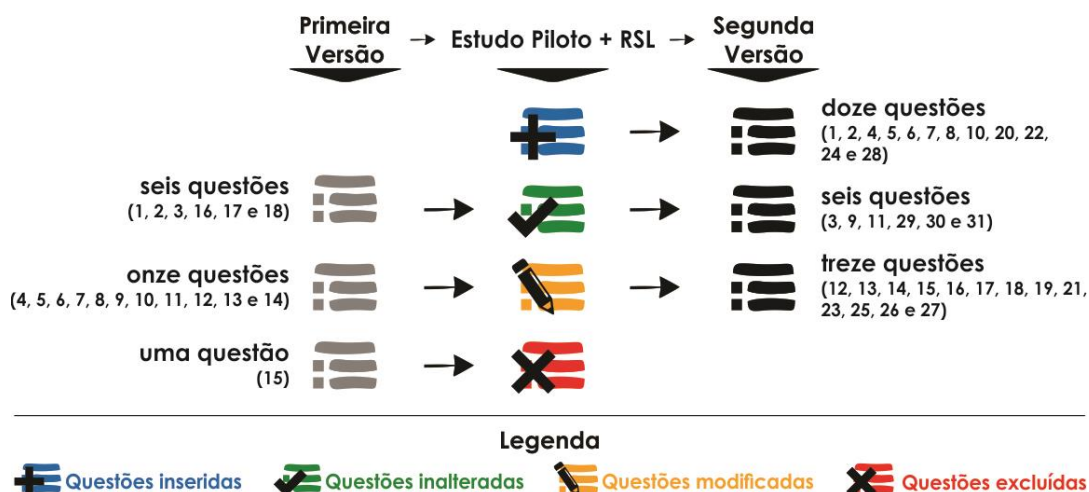 Primeira
Versão
Estudo Piloto + RSL
Segunda
Versão
doze questões
(1, 2, 4, 5, 6, 7, 8, 10, 20, 22,
24 e 28)
seis questões
(1, 2, 3, 16, 17 e 18)
seis questões
(3, 9, 11, 29, 30 e 31)
onze questões
(4, 5, 6, 7, 8, 9, 10, 11, 12, 13 e 14)
treze questões
(12, 13, 14, 15, 16, 17, 18, 19, 21,
23, 25, 26 e 27)
uma questão
(15)
Legenda
Questões inseridas
Questões inalteradas
Questões modificadas
Questões excluídas